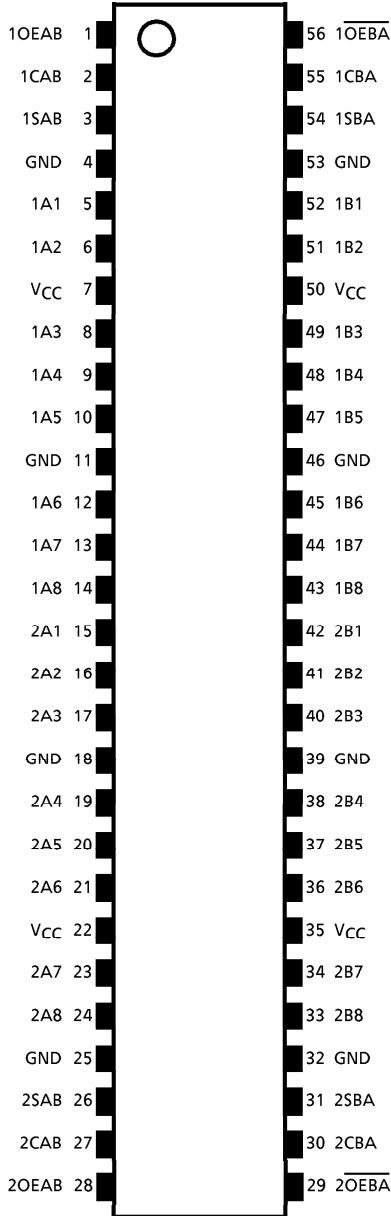 1OEAB 1 56 1O̅E̅B̅A̅
1CAB 2 55 1CBA
1SAB 3 54 1SBA
GND 4 53 GND
1A1 5 52 1B1
1A2 6 51 1B2
VCC 7 50 VCC
1A3 8 49 1B3
1A4 9 48 1B4
1A5 10 47 1B5
GND 11 46 GND
1A6 12 45 1B6
1A7 13 44 1B7
1A8 14 43 1B8
2A1 15 42 2B1
2A2 16 41 2B2
2A3 17 40 2B3
GND 18 39 GND
2A4 19 38 2B4
2A5 20 37 2B5
2A6 21 36 2B6
VCC 22 35 VCC
2A7 23 34 2B7
2A8 24 33 2B8
GND 25 32 GND
2SAB 26 31 2SBA
2CAB 27 30 2CBA
2OEAB 28 29 2O̅E̅B̅A̅